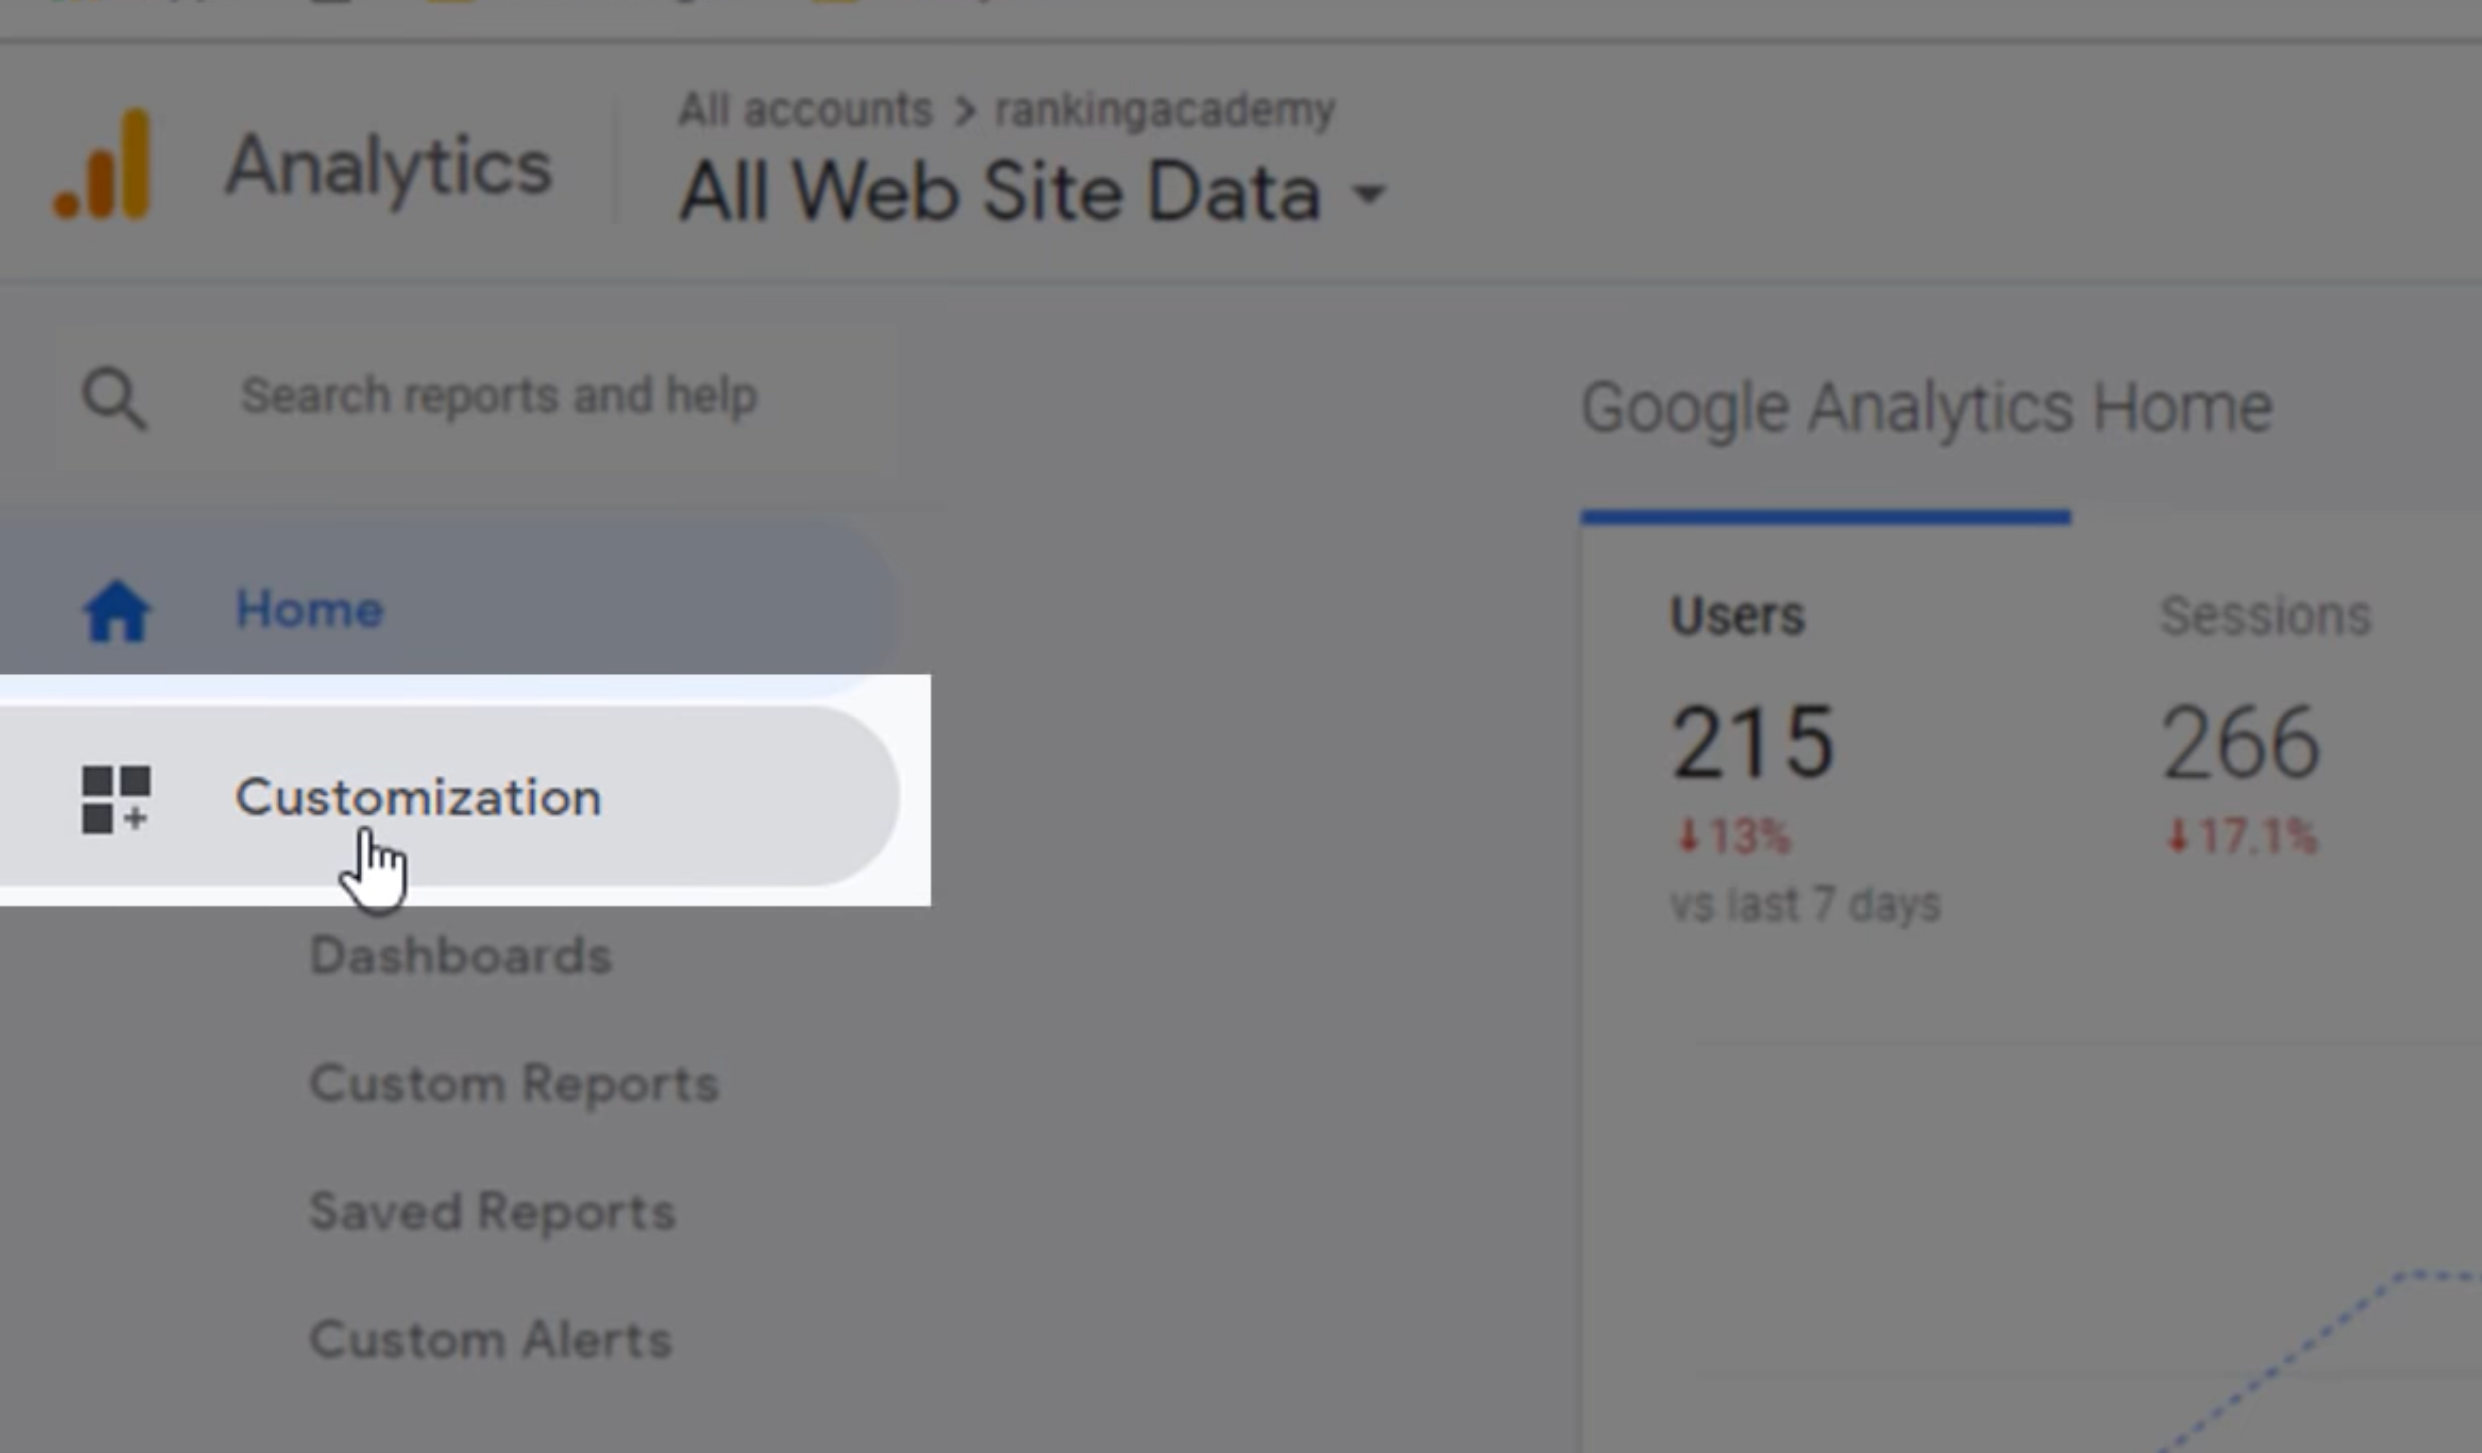 All accounts > rankingacademy
Analytics
All Web Site Data
Search reports and help
Google Analytics Home
Home
Users
Sessions
215
266
Customization
↓13%
↓17.1%
vs last 7 days
Dashboards
Custom Reports
Saved Reports
Custom Alerts